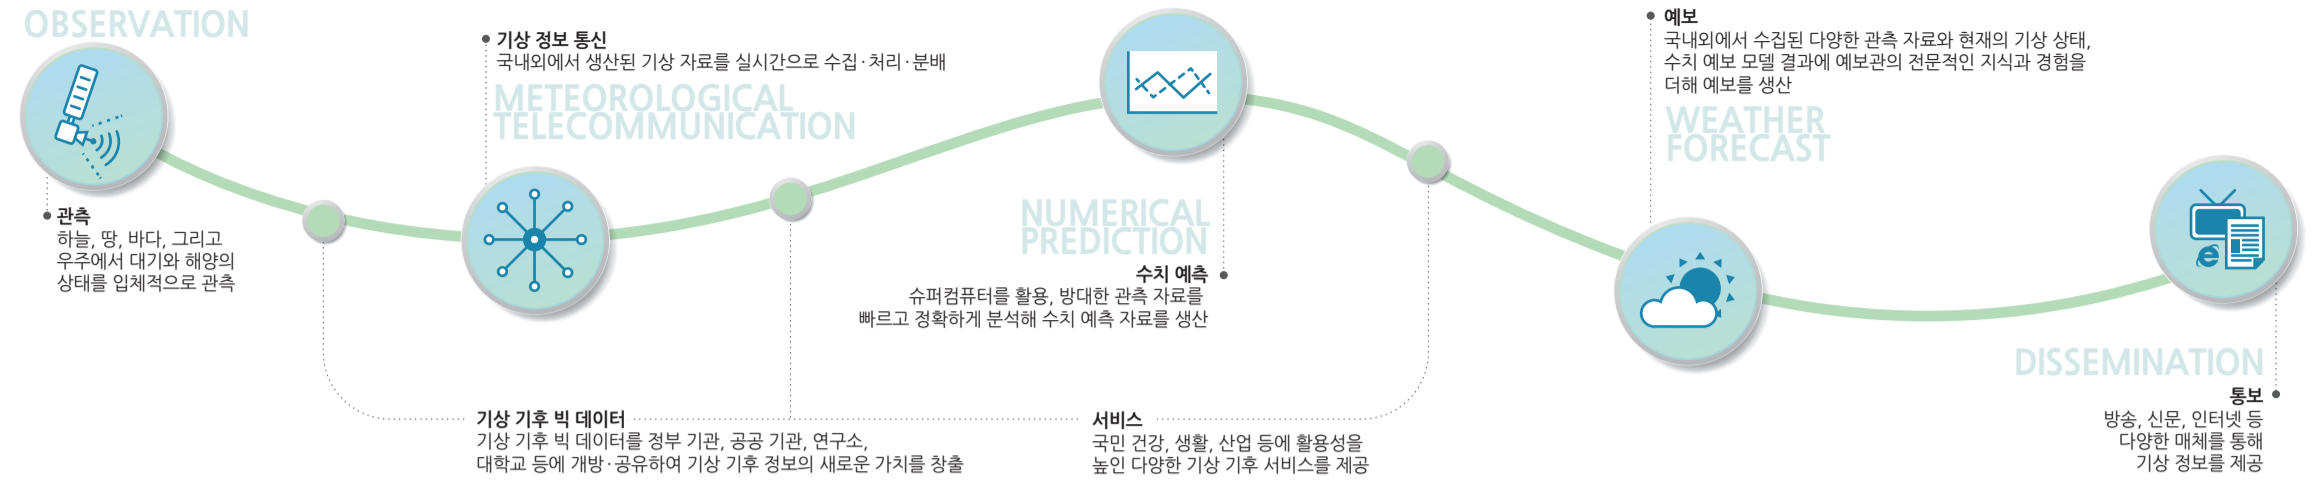 OBSERVATION
관측
하늘, 땅, 바다, 그리고
우주에서 대기와 해양의
상태를 입체적으로 관측
기상 정보 통신
국내외에서 생산된 기상 자료를 실시간으로 수집·처리·분배
METEOROLOGICAL
TELECOMMUNICATION
NUMERICAL
PREDICTION
수치 예측
슈퍼컴퓨터를 활용, 방대한 관측 자료를
빠르고 정확하게 분석해 수치 예측 자료를 생산
예보
국내외에서 수집된 다양한 관측 자료와 현재의 기상 상태,
수치 예보 모델 결과에 예보관의 전문적인 지식과 경험을
더해 예보를 생산
WEATHER
FORECAST
DISSEMINATION
통보
방송, 신문, 인터넷 등
다양한 매체를 통해
기상 정보를 제공
기상 기후 빅 데이터
기상 기후 빅 데이터를 정부 기관, 공공 기관, 연구소,
대학교 등에 개방·공유하여 기상 기후 정보의 새로운 가치를 창출
서비스
국민 건강, 생활, 산업 등에 활용성을
높인 다양한 기상 기후 서비스를 제공